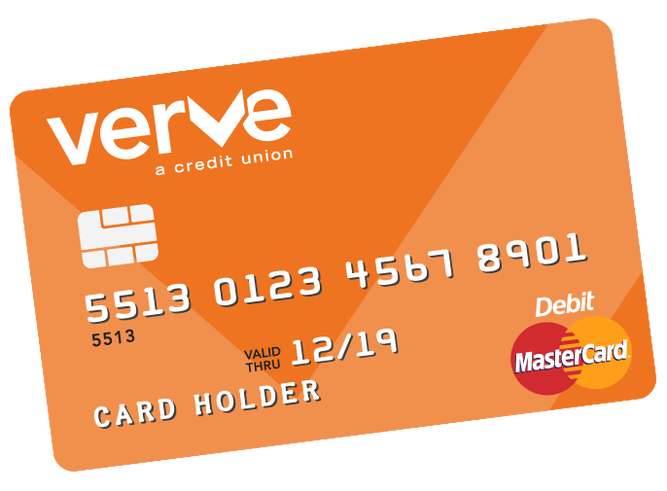 verve
a credit union
5513 0123 4567 8901
5513
VALID
THRU 12/19
CARD HOLDER
Debit
MasterCard